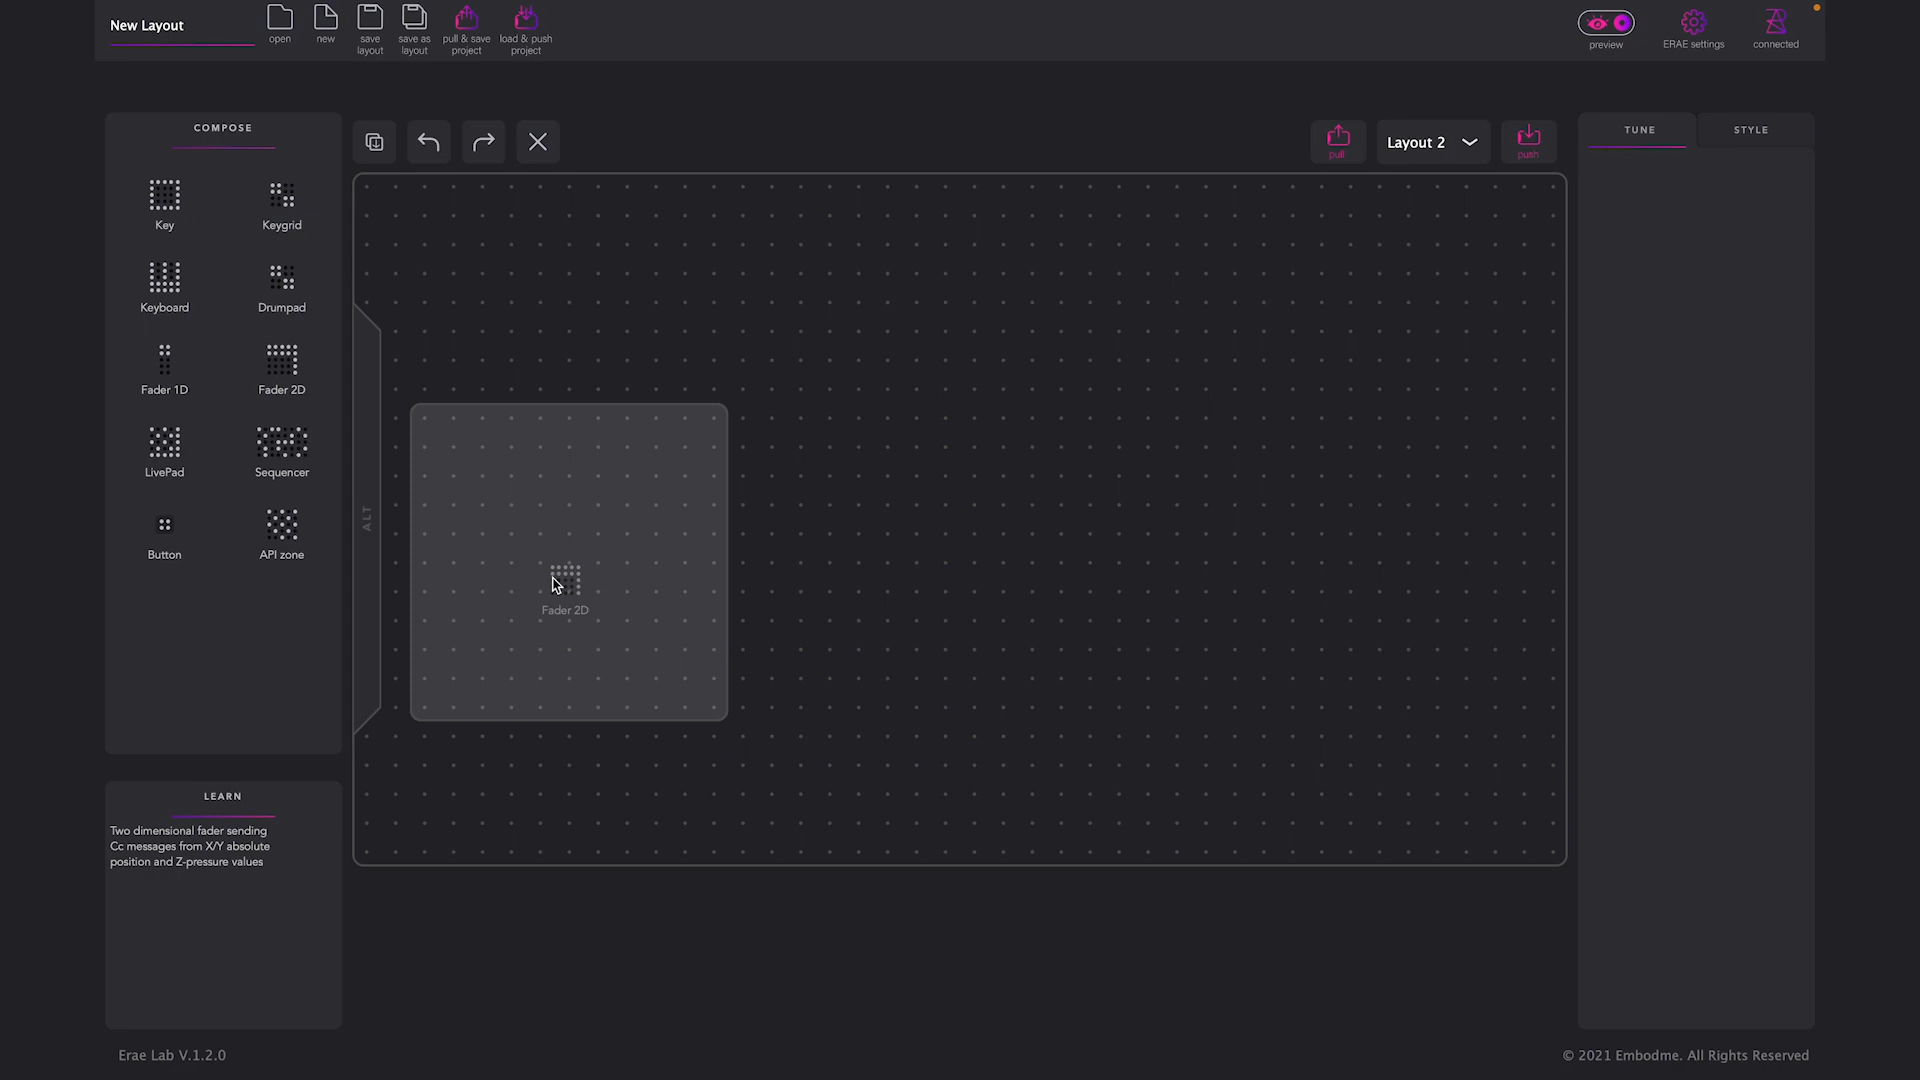 New Layout
open
new
save
layout
save as
layout
pull & save
project
load & push
project
preview
ERAE settings
connected
COMPOSE
Key
Keygrid
Keyboard
Drumpad
Fader 1D
Fader 2D
LivePad
Sequencer
Button
API zone
LEARN
Two dimensional fader sending
Cc messages from X/Y absolute
position and Z-pressure values
pull
Layout 2
push
ALT
Fader 2D
TUNE
STYLE
Erae Lab V.1.2.0
© 2021 Embodme. All Rights Reserved